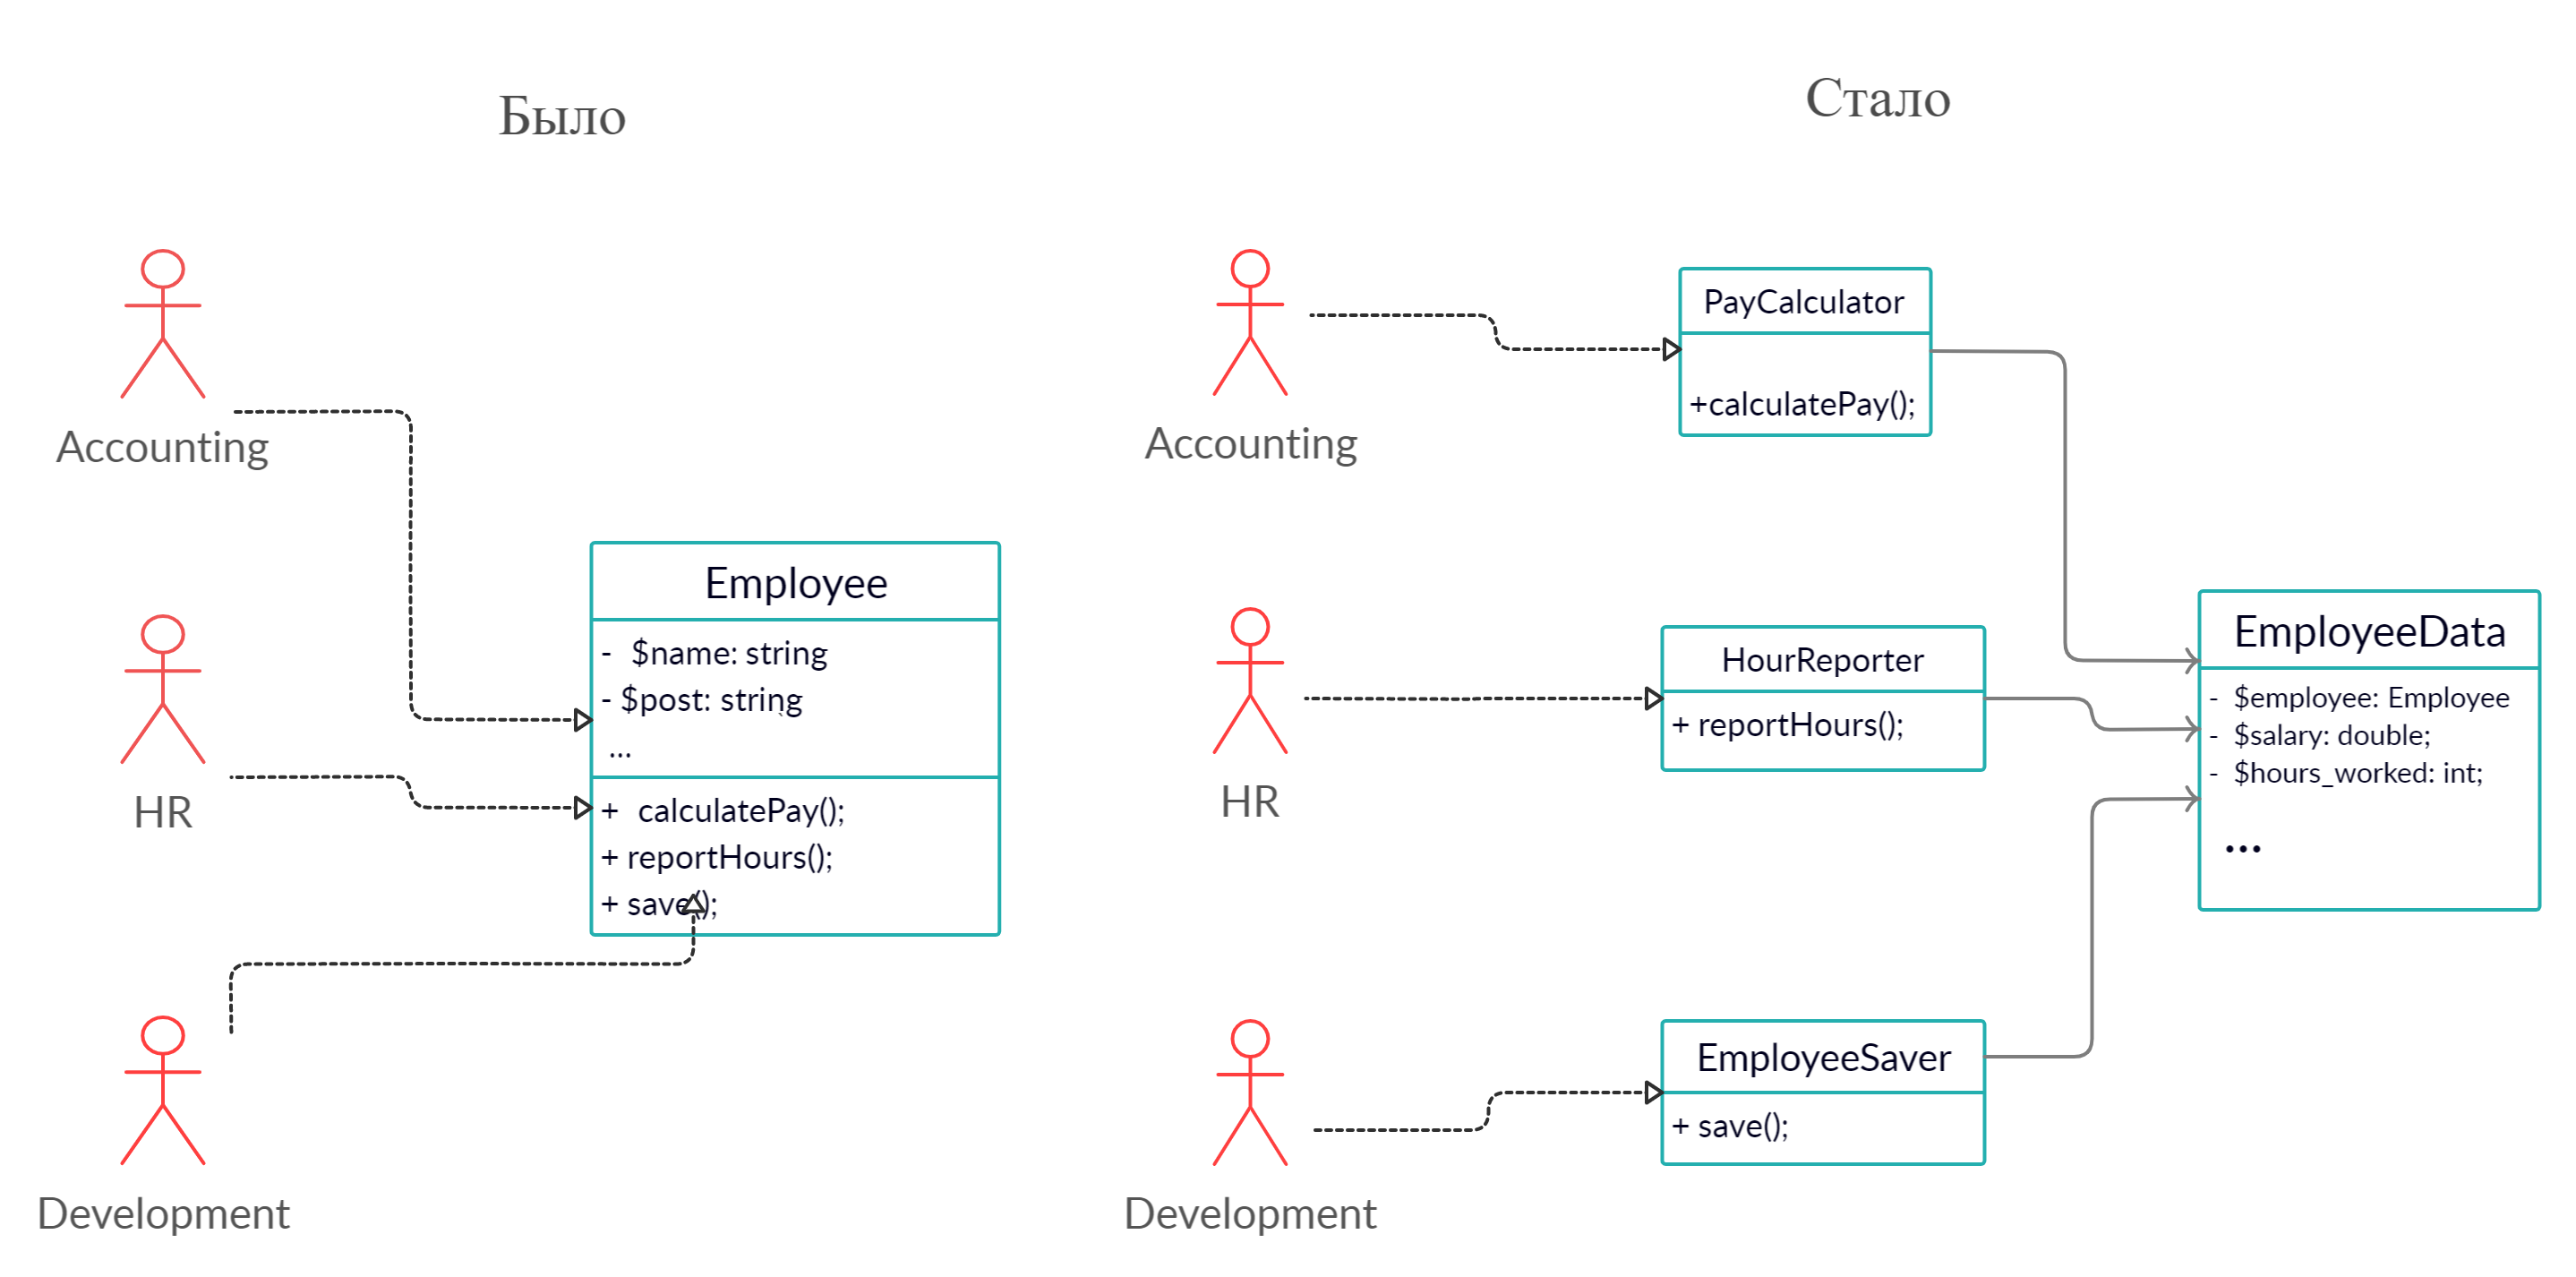 Было
Accounting
HR
Development
Employee
- $name: string
- $post: string
...
+ calculatePay();
+ reportHours();
+ save();
Стало
Accounting
HR
Development
PayCalculator
+calculatePay();
HourReporter
+ reportHours();
EmployeeSaver
+ save();
EmployeeData
- $employee: Employee
- $salary: double;
- $hours_worked: int;
...